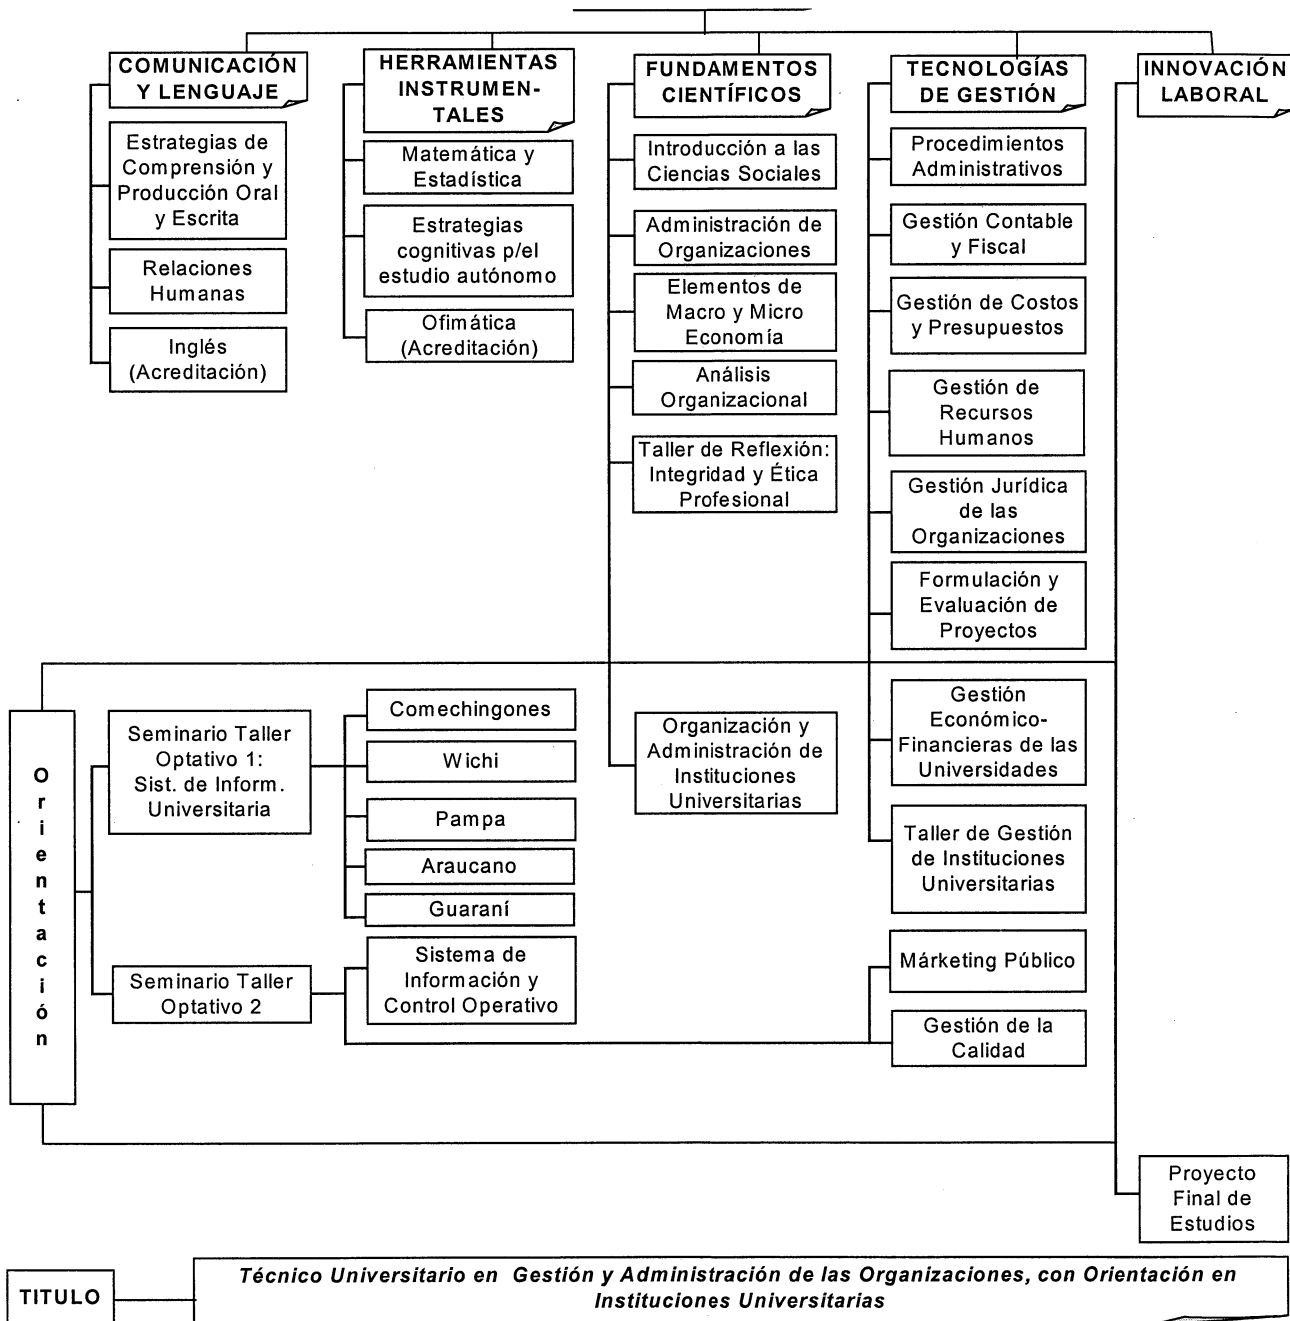 COMUNICACIÓN
Y LENGUAJE
Estrategias de
Comprensión y
Producción Oral
y Escrita
Relaciones
Humanas
Inglés
(Acreditación)
HERRAMIENTAS
INSTRUMEN-
TALES
Matemática y
Estadística
Estrategias
cognitivas p/el
estudio autónomo
Ofimática
(Acreditación)
FUNDAMENTOS
CIENTÍFICOS
Introducción a las
Ciencias Sociales
Administración de
Organizaciones
Elementos de
Macro y Micro
Economía
Análisis
Organizacional
Taller de Reflexión:
Integridad y Ética
Profesional
TECNOLOGÍAS
DE GESTIÓN
Procedimientos
Administrativos
Gestión Contable
y Fiscal
Gestión de Costos
y Presupuestos
Gestión de
Recursos
Humanos
Gestión Jurídica
de las
Organizaciones
Formulación y
Evaluación de
Proyectos
INNOVACIÓN
LABORAL
Orientación
Seminario Taller
Optativo 1:
Sist. de Inform.
Universitaria
Comechingones
Wichi
Pampa
Araucano
Guaraní
Organización y
Administración de
Instituciones
Universitarias
Gestión
Económico-
Financieras de las
Universidades
Taller de Gestión
de Instituciones
Universitarias
Seminario Taller
Optativo 2
Sistema de
Información y
Control Operativo
Márketing Público
Gestión de la
Calidad
Proyecto
Final de
Estudios
TITULO
Técnico Universitario en Gestión y Administración de las Organizaciones, con Orientación en
Instituciones Universitarias